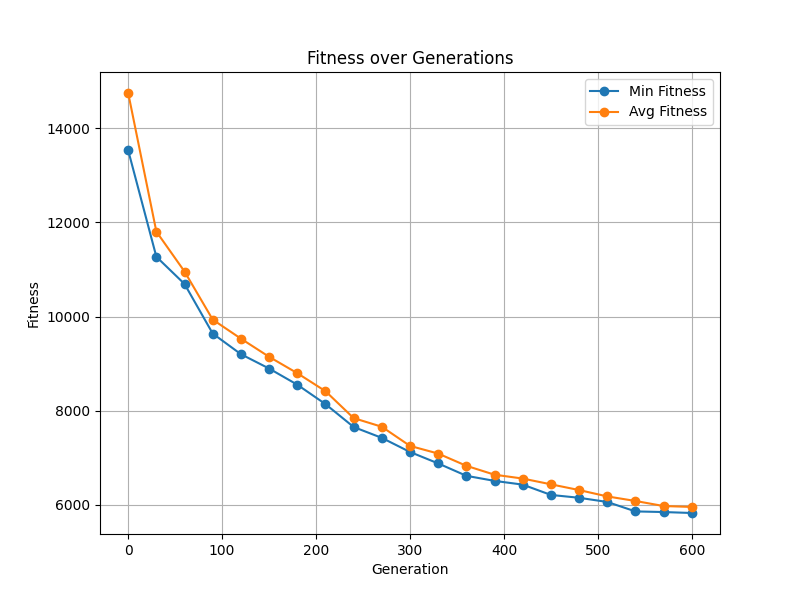 Fitness over Generations
Min Fitness
Avg Fitness
14000
12000
10000
8000
6000
Fitness
0 100 200 300 400 500 600
Generation